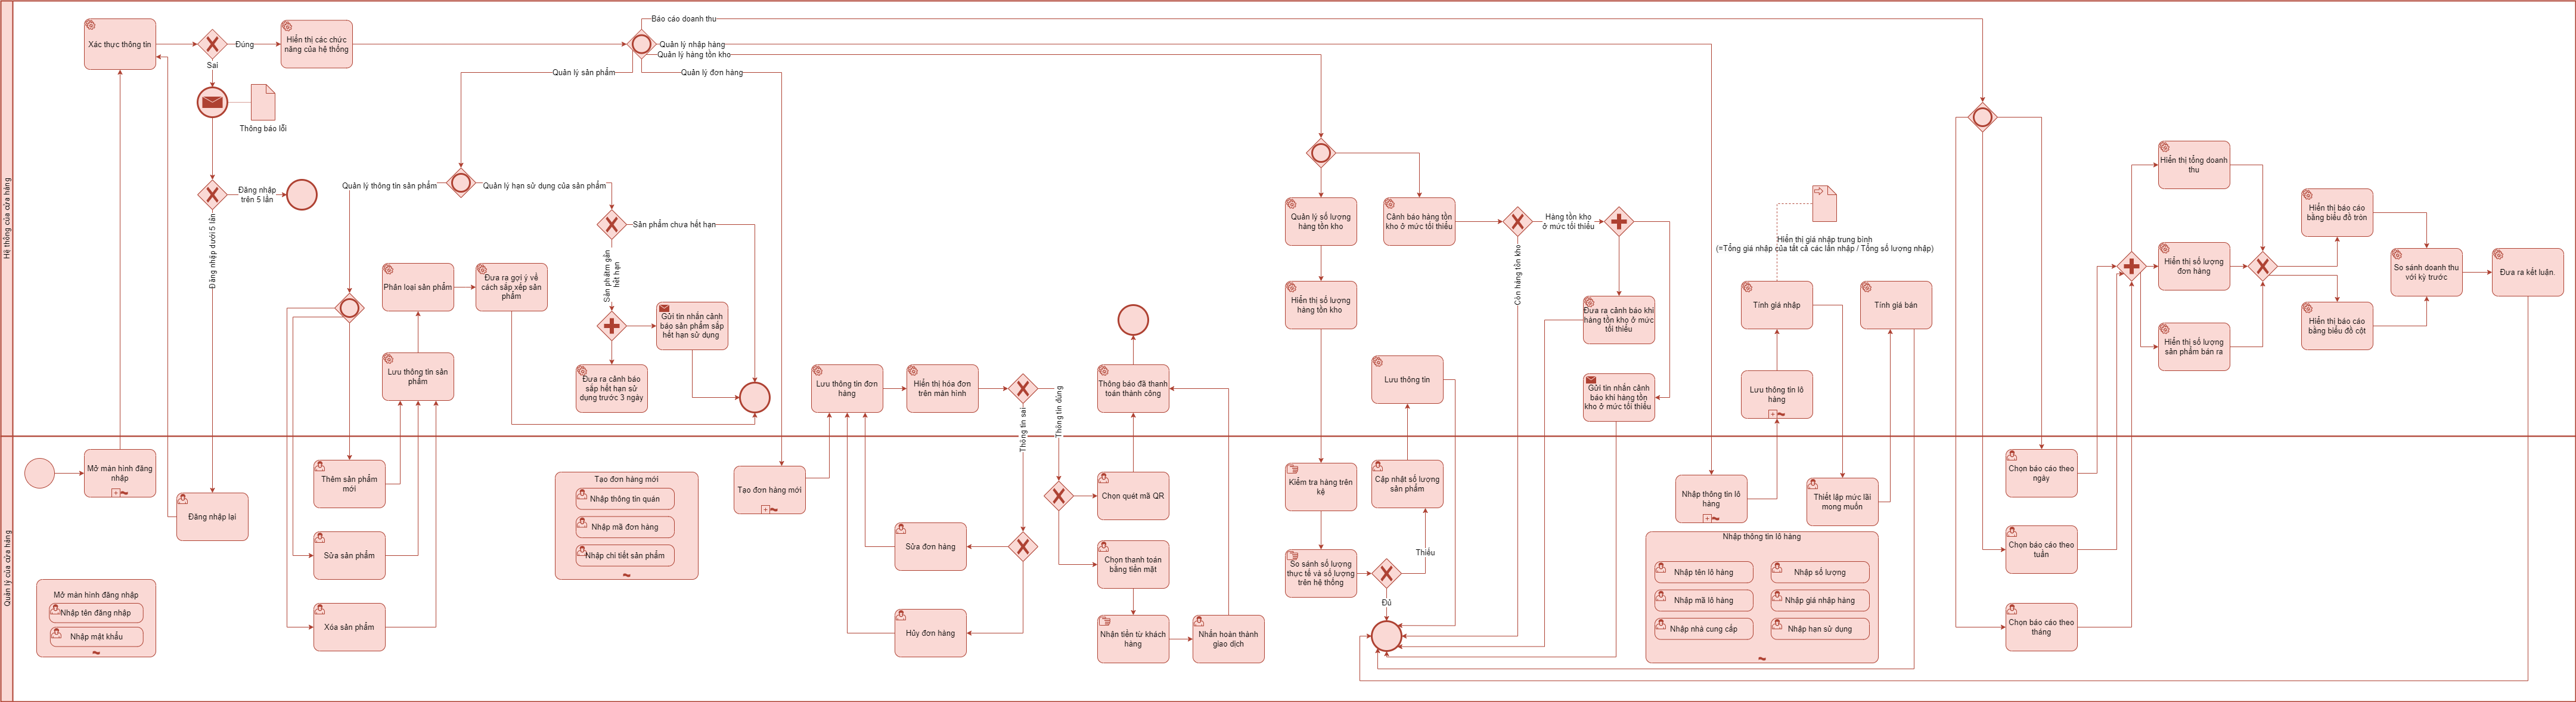 Hệ thống của cửa hàng
Xác thực thông tin
Đúng
Sai
Hiển thị các chức
năng của hệ thống
Thông báo lỗi
Đăng nhập
trên 5 lần
Đăng nhập dưới 5 lần
Báo cáo doanh thu
Quản lý nhập hàng
Quản lý hàng tồn kho
Quản lý sản phẩm
Quản lý đơn hàng
Quản lý thông tin sản phẩm
Quản lý hạn sử dụng của sản phẩm
Sản phẩm chưa hết hạn
Sản phâtm gần
hết hạn
Phân loại sản phẩm
Đưa ra gợi ý về
cách sắp xếp sản
phẩm
Lưu thông tin sản
phẩm
Gửi tin nhắn cảnh
báo sản phẩm sắp
hết hạn sử dụng
Đưa ra cảnh báo
sắp hết hạn sử
dụng trước 3 ngày
Lưu thông tin đơn
hàng
Hiển thị hóa đơn
trên màn hình
Thông tin sai
Thông tin đúng
Thông báo đã thanh
toán thành công
Quản lý số lượng
hàng tồn kho
Hiển thị số lượng
hàng tồn kho
Cảnh báo hàng tồn
kho ở mức tối thiểu
Hàng tồn kho
ở mức tối thiểu
Còn hàng tồn kho
Đưa ra cảnh báo khi
hàng tồn kho ở mức
tối thiểu
Gửi tin nhắn cảnh
báo khi hàng tồn
kho ở mức tối thiểu
Lưu thông tin
Hiển thị giá nhập trung bình
(=Tổng giá nhập của tất cả các lần nhập / Tổng số lượng nhập)
Tính giá nhập
Tính giá bán
Lưu thông tin lô
hàng
Hiển thị tổng doanh
thu
Hiển thị số lượng
đơn hàng
Hiển thị số lượng
sản phẩm bán ra
Hiển thị báo cáo
bằng biểu đồ tròn
Hiển thị báo cáo
bằng biểu đồ cột
So sánh doanh thu
với kỳ trước
Đưa ra kết luận.
Quản lý của cửa hàng
Mở màn hình đăng
nhập
Đăng nhập lại
Mở màn hình đăng nhập
Nhập tên đăng nhập
Nhập mật khẩu
Thêm sản phẩm
mới
Sửa sản phẩm
Xóa sản phẩm
Tạo đơn hàng mới
Nhập thông tin quán
Nhập mã đơn hàng
Nhập chi tiết sản phẩm
Tạo đơn hàng mới
Sửa đơn hàng
Hủy đơn hàng
Chọn quét mã QR
Chọn thanh toán
bằng tiền mặt
Nhận tiền từ khách
hàng
Nhấn hoàn thành
giao dịch
Kiểm tra hàng trên
kệ
So sánh số lượng
thực tế và số lượng
trên hệ thống
Cập nhật số lượng
sản phẩm
Thiếu
Đủ
Nhập thông tin lô
hàng
Thiết lập mức lãi
mong muốn
Nhập thông tin lô hàng
Nhập tên lô hàng
Nhập số lượng
Nhập mã lô hàng
Nhập giá nhập hàng
Nhập nhà cung cấp
Nhập hạn sử dụng
Chọn báo cáo theo
ngày
Chọn báo cáo theo
tuần
Chọn báo cáo theo
tháng